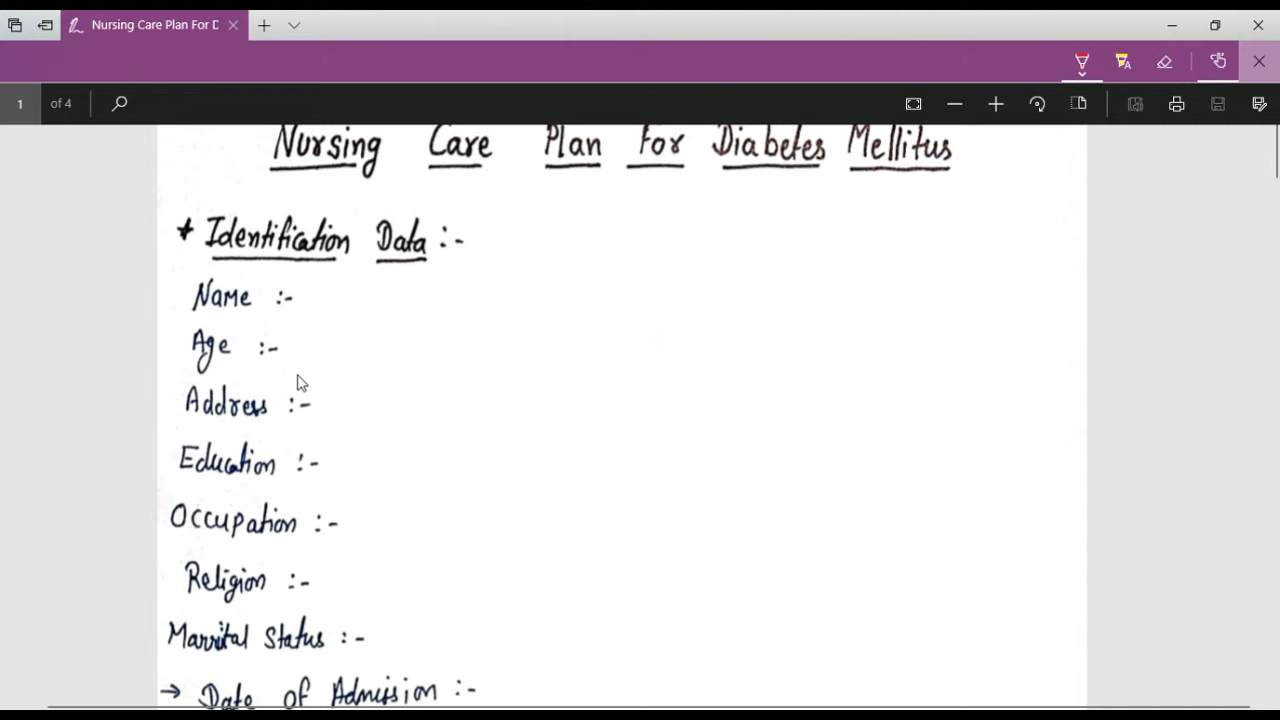 Nursing Care Plan For D
1 of 4
Nursing Care Plan For Diabetes Mellitus
* Identification Data :-
Name :-
Age :-
Address :-
Education :-
Occupation :-
Religion :-
Marrital Status :-
→ Date of Admission :-